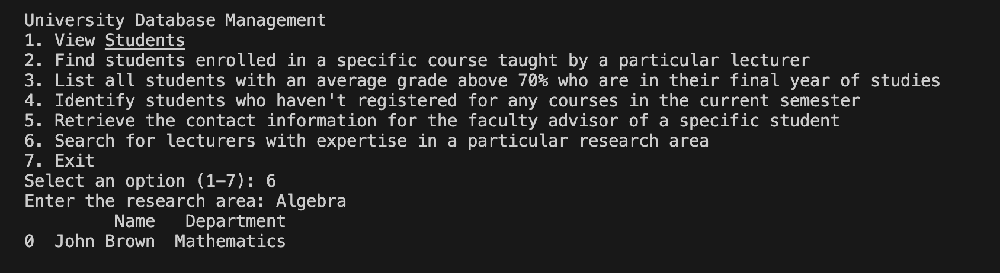 University Database Management
1. View Students
2. Find students enrolled in a specific course taught by a particular lecturer
3. List all students with an average grade above 70% who are in their final year of studies
4. Identify students who haven't registered for any courses in the current semester
5. Retrieve the contact information for the faculty advisor of a specific student
6. Search for lecturers with expertise in a particular research area
7. Exit
Select an option (1–7): 6
Enter the research area: Algebra
         Name   Department
0  John Brown  Mathematics